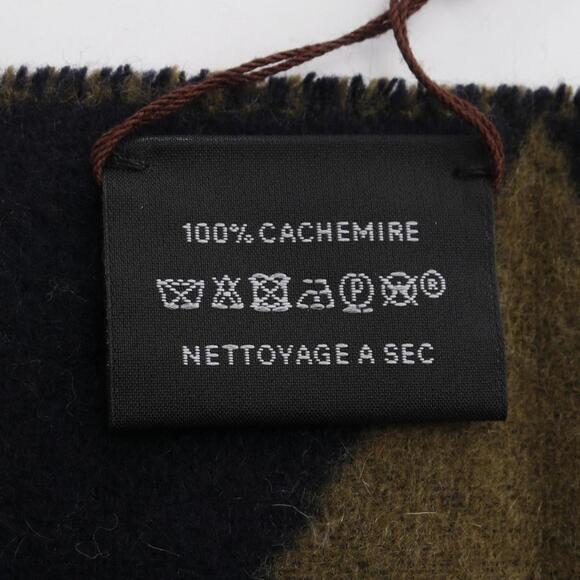 100% CACHEMIRE
P ®
NETTOYAGE A SEC